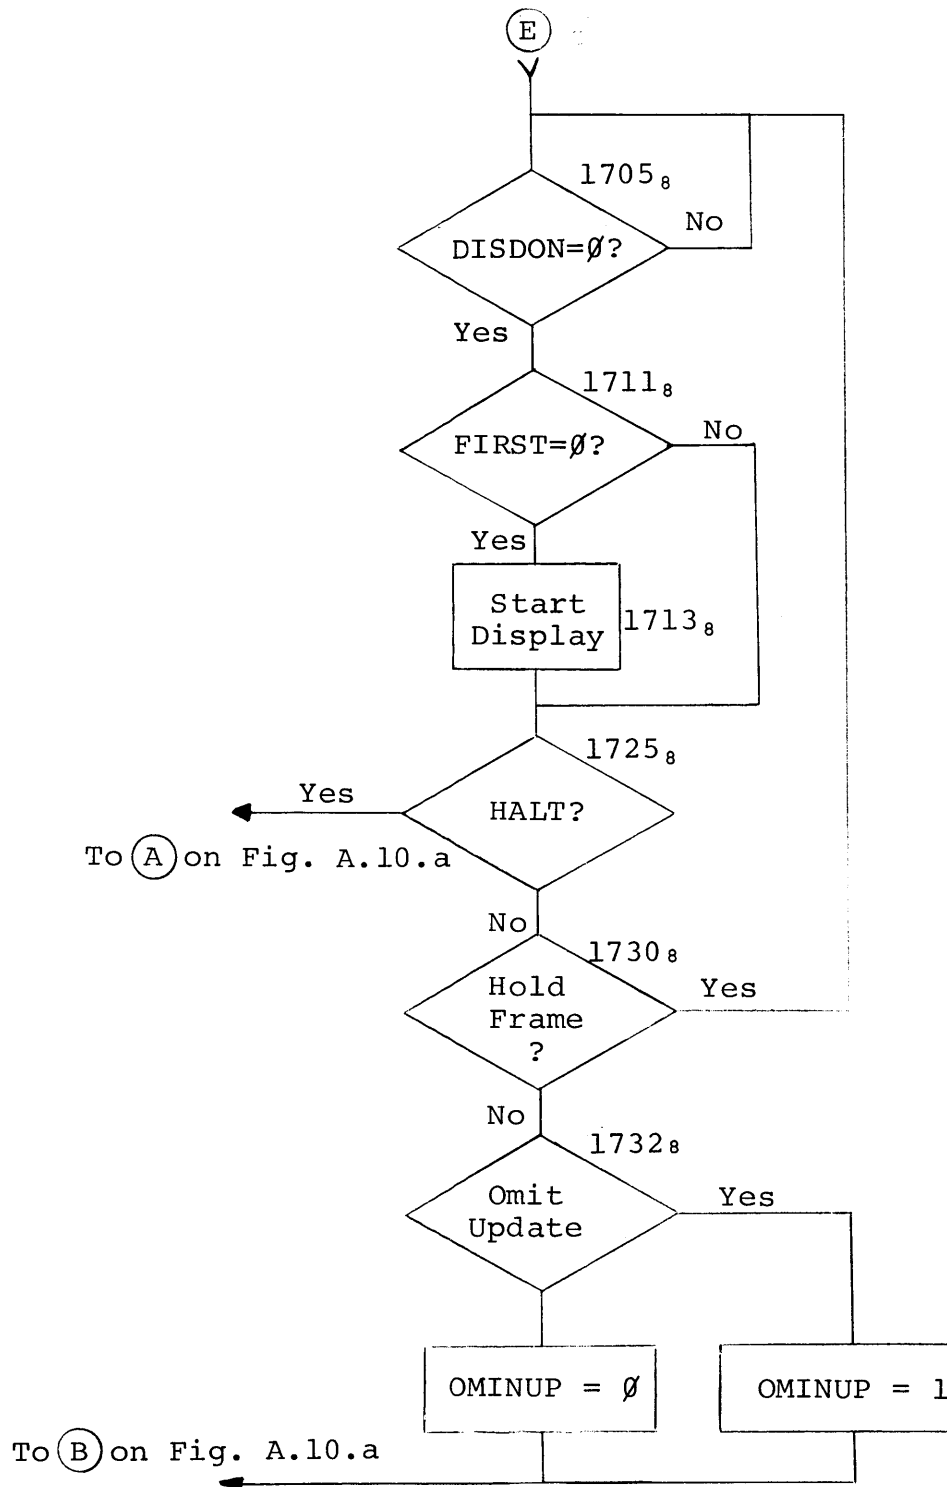 E
1705₈
No
DISDON=Ø?
Yes
1711₈
No
FIRST=Ø?
Yes
Start
Display
1713₈
1725₈
Yes
HALT?
To A on Fig. A.10.a
No
1730₈
Hold
Frame
?
Yes
No
1732₈
Omit
Update
Yes
OMINUP = Ø
OMINUP = 1
To B on Fig. A.10.a